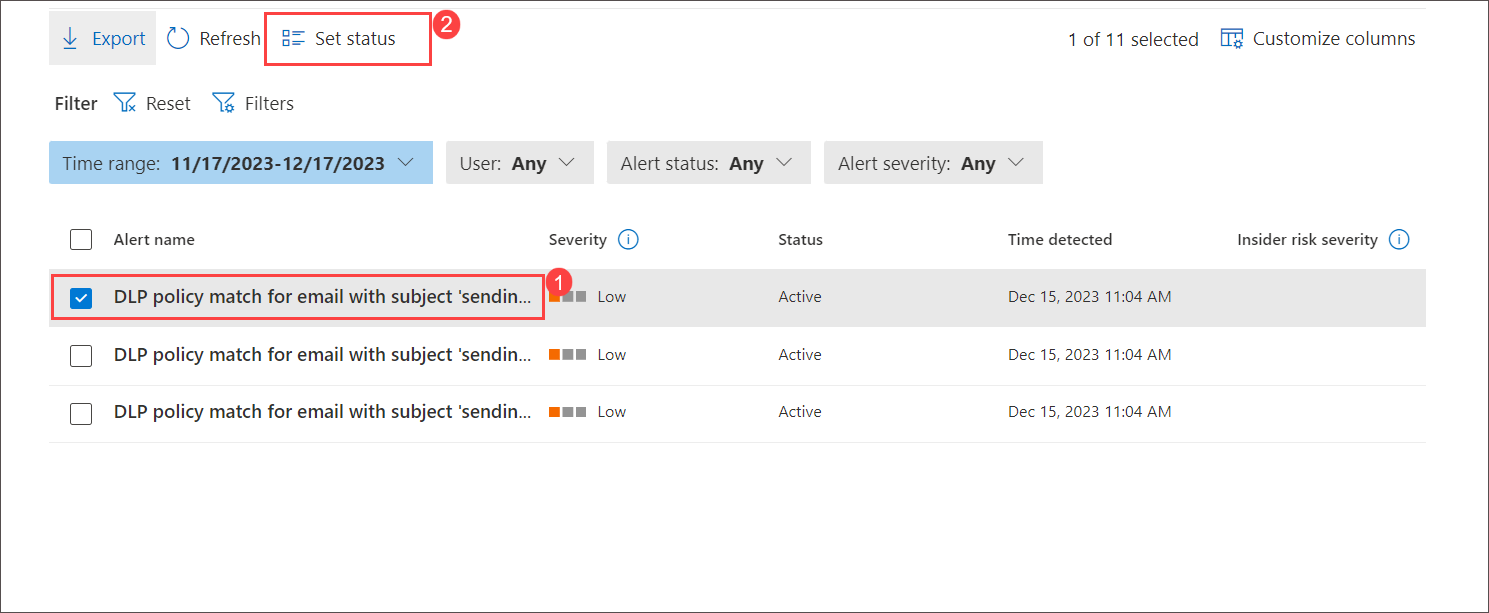 Export Refresh Set status 2 1 of 11 selected Customize columns
Filter Reset Filters
Time range: 11/17/2023-12/17/2023 User: Any Alert status: Any Alert severity: Any
Alert name Severity Status Time detected Insider risk severity
DLP policy match for email with subject 'sendin... 1 Low Active Dec 15, 2023 11:04 AM
DLP policy match for email with subject 'sendin... Low Active Dec 15, 2023 11:04 AM
DLP policy match for email with subject 'sendin... Low Active Dec 15, 2023 11:04 AM